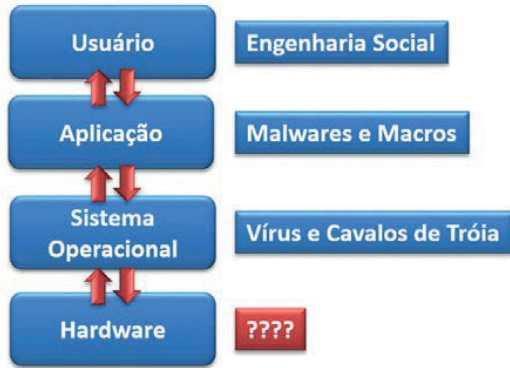 Usuário
Engenharia Social
Aplicação
Malwares e Macros
Sistema
Operacional
Vírus e Cavalos de Tróia
Hardware
????